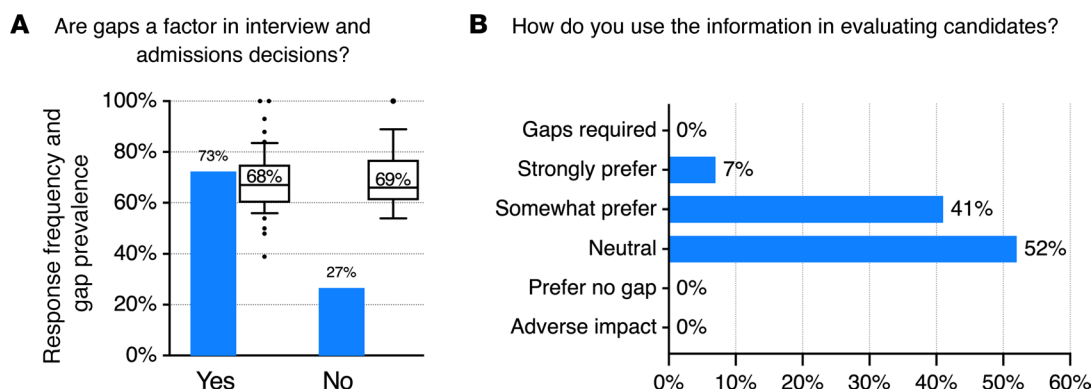 A Are gaps a factor in interview and
admissions decisions?
Response frequency and
gap prevalence
100%
80%
60%
40%
20%
0%
73%
68%
27%
69%
Yes No
B How do you use the information in evaluating candidates?
Gaps required 0%
Strongly prefer 7%
Somewhat prefer 41%
Neutral 52%
Prefer no gap 0%
Adverse impact 0%
0% 10% 20% 30% 40% 50% 60%